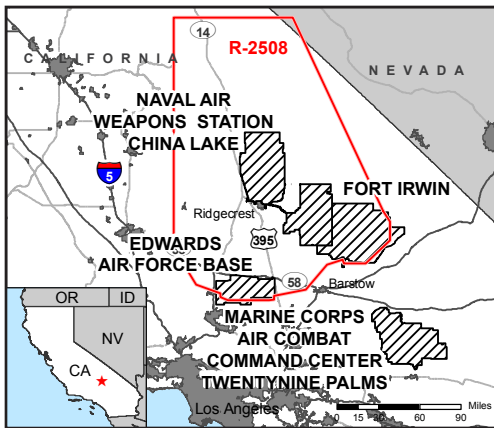 CALIFORNIA
14
R-2508
NEVADA
NAVAL AIR
WEAPONS STATION
CHINA LAKE
5
FORT IRWIN
Ridgecrest
395
EDWARDS
AIR FORCE BASE
58
Barstow
OR
ID
NV
CA
MARINE CORPS
AIR COMBAT
COMMAND CENTER
TWENTYNINE PALMS
Los Angeles
Miles
0 15 30 60 90